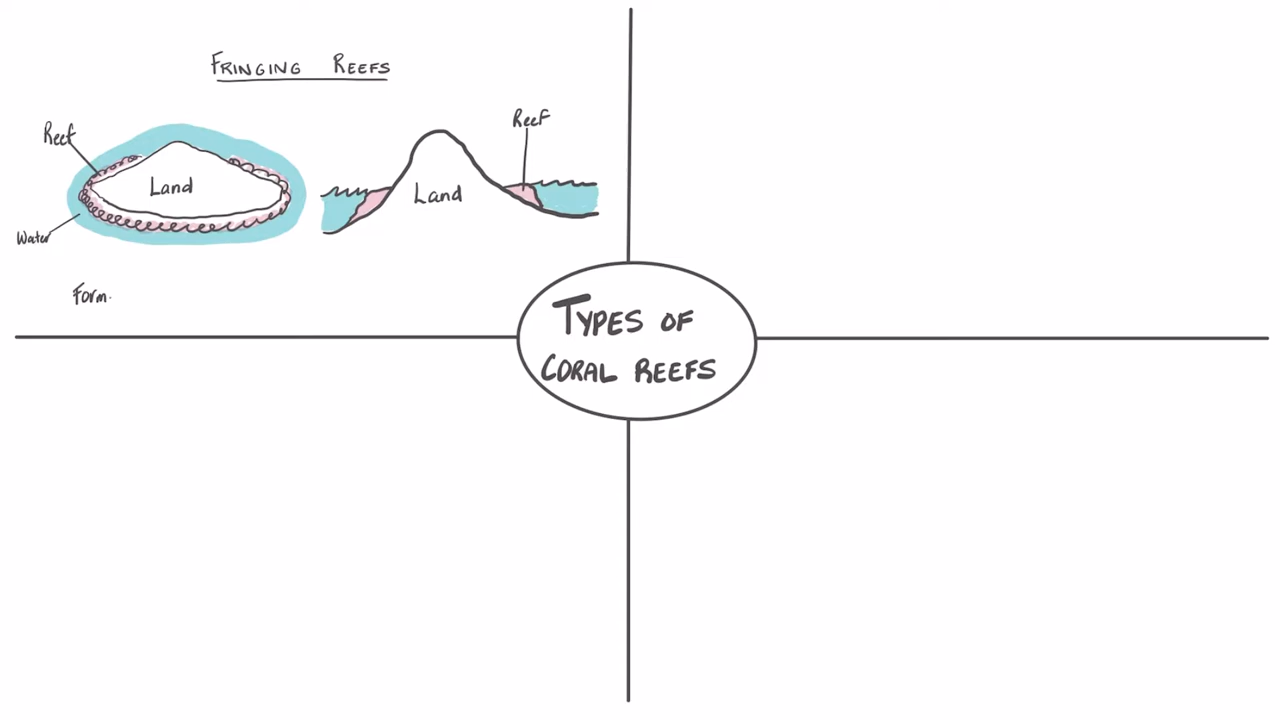 FRINGING REEFS
Reef
Land
Water
Reef
Land
Form.
TYPES OF
CORAL REEFS